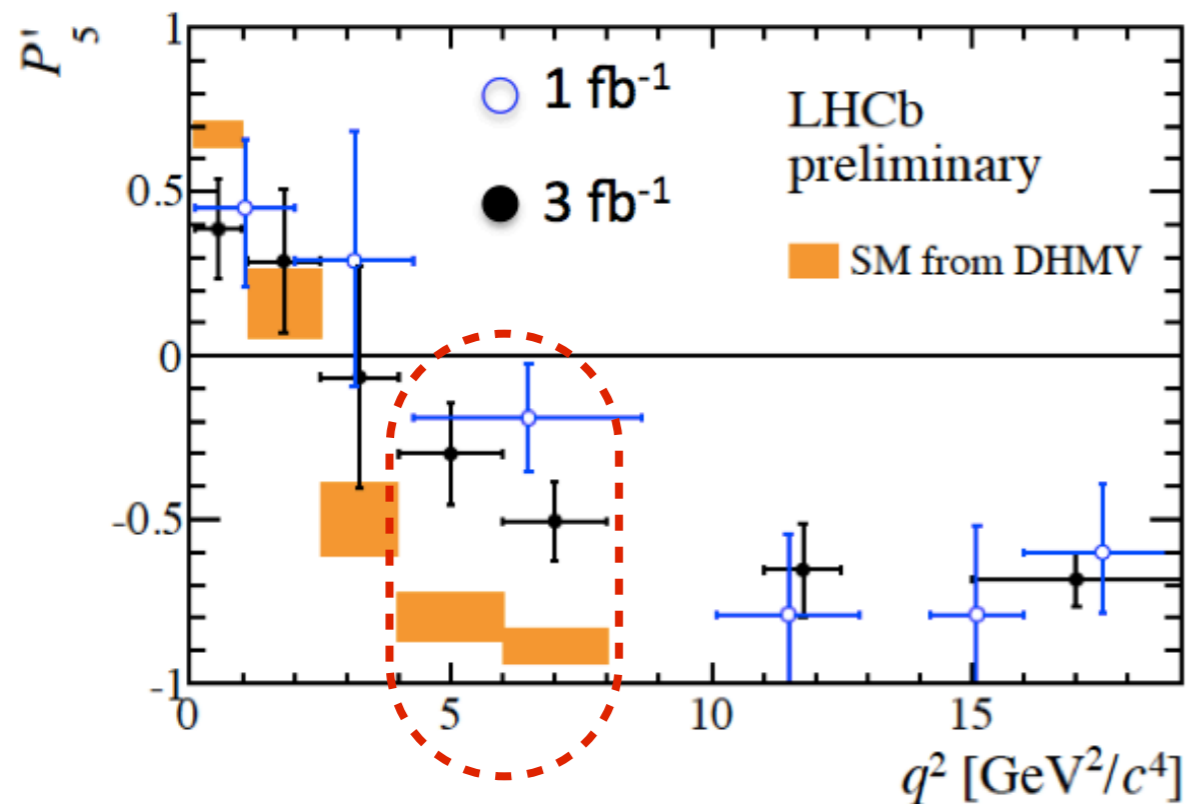 P'5
1
0.5
0
-0.5
-1
1 fb-1
3 fb-1
LHCb
preliminary
SM from DHMV
0 5 10 15
q² [GeV²/c⁴]